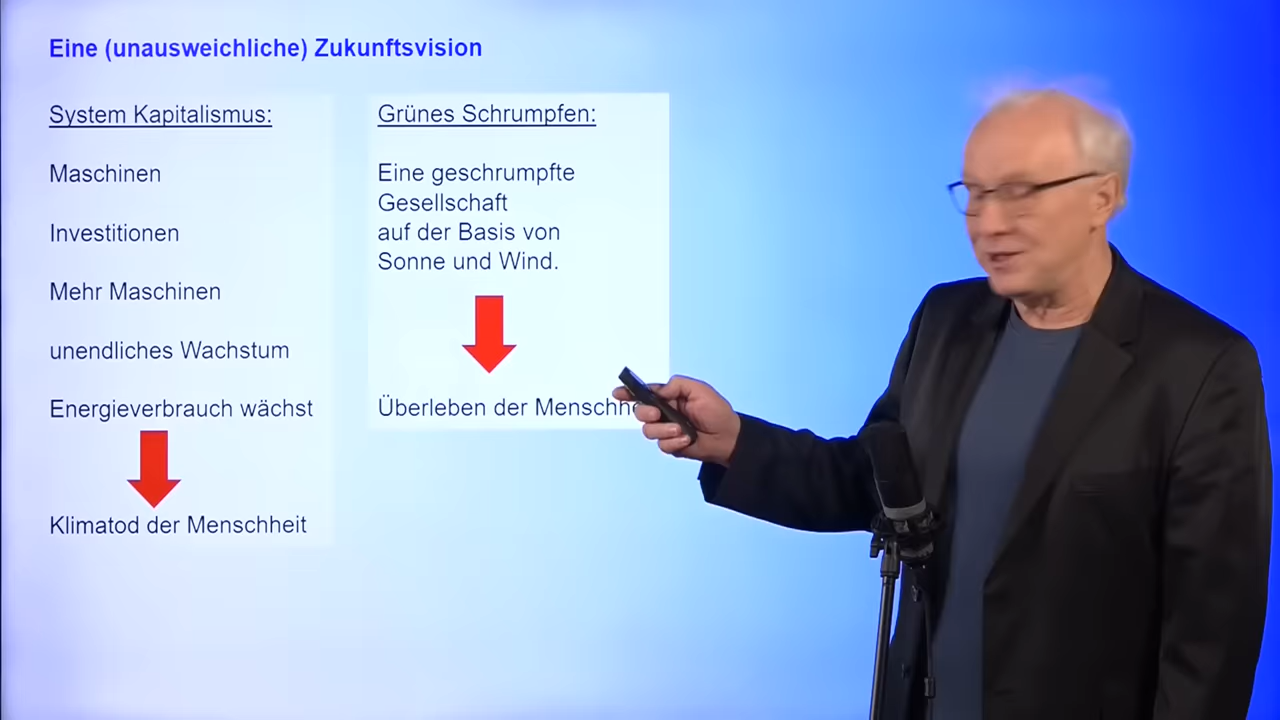 Eine (unausweichliche) Zukunftsvision
System Kapitalismus:
Maschinen
Investitionen
Mehr Maschinen
unendliches Wachstum
Energieverbrauch wächst
Klimatod der Menschheit
Grünes Schrumpfen:
Eine geschrumpfte
Gesellschaft
auf der Basis von
Sonne und Wind.
Überleben der